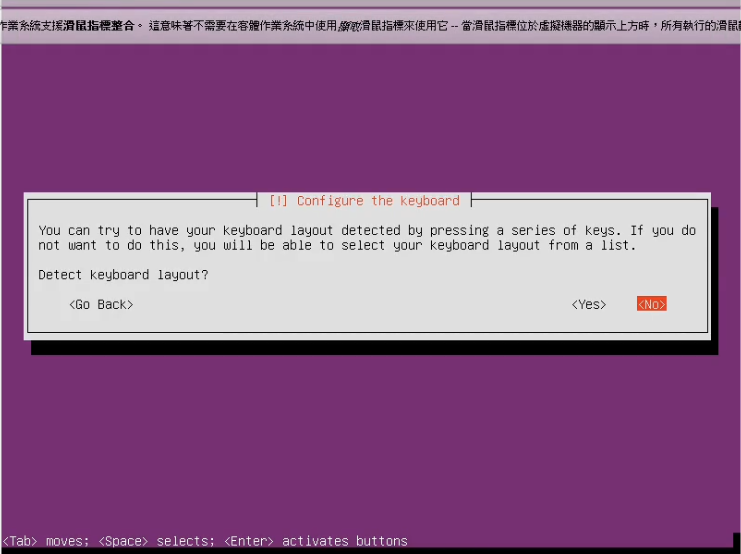 作業系統支援滑鼠指標整合。 這意味著不需要在客體作業系統中使用擷取滑鼠指標來使用它 -- 當滑鼠指標位於虛擬機器的顯示上方時，所有執行的滑鼠
[!] Configure the keyboard
You can try to have your keyboard layout detected by pressing a series of keys. If you do
not want to do this, you will be able to select your keyboard layout from a list.
Detect keyboard layout?
<Go Back> <Yes> <No>
<Tab> moves; <Space> selects; <Enter> activates buttons